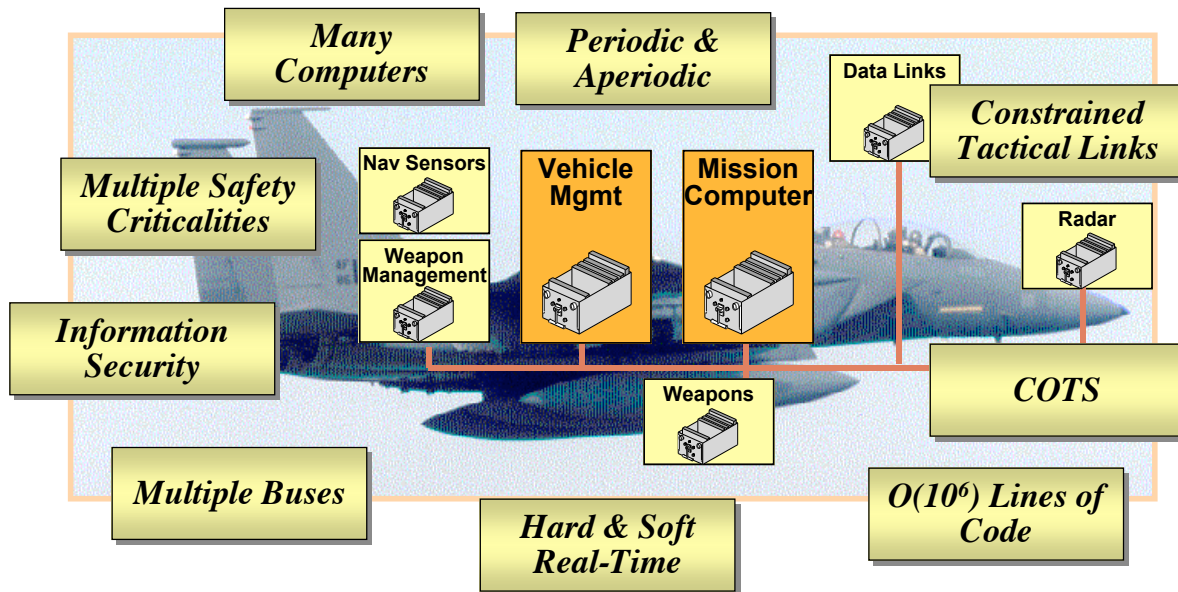 Many
Computers
Periodic &
Aperiodic
Data Links
Constrained
Tactical Links
Nav Sensors
Vehicle
Mgmt
Mission
Computer
Multiple Safety
Criticalities
Radar
Weapon
Management
Information
Security
COTS
Weapons
Multiple Buses
O(10⁶) Lines of
Code
Hard & Soft
Real-Time